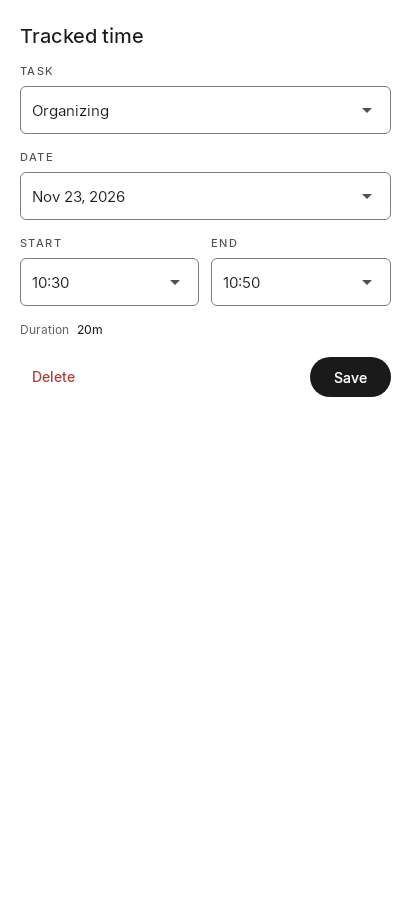 Tracked time
TASK
Organizing
DATE
Nov 23, 2026
START
END
10:30
10:50
Duration 20m
Delete
Save